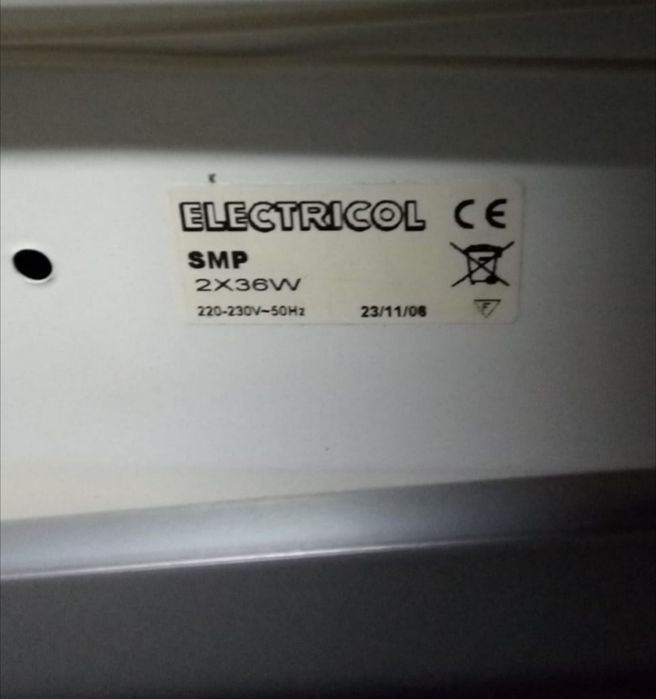 ELECTRICOL CE
SMP
2X36W
220-230V~50Hz 23/11/06
F